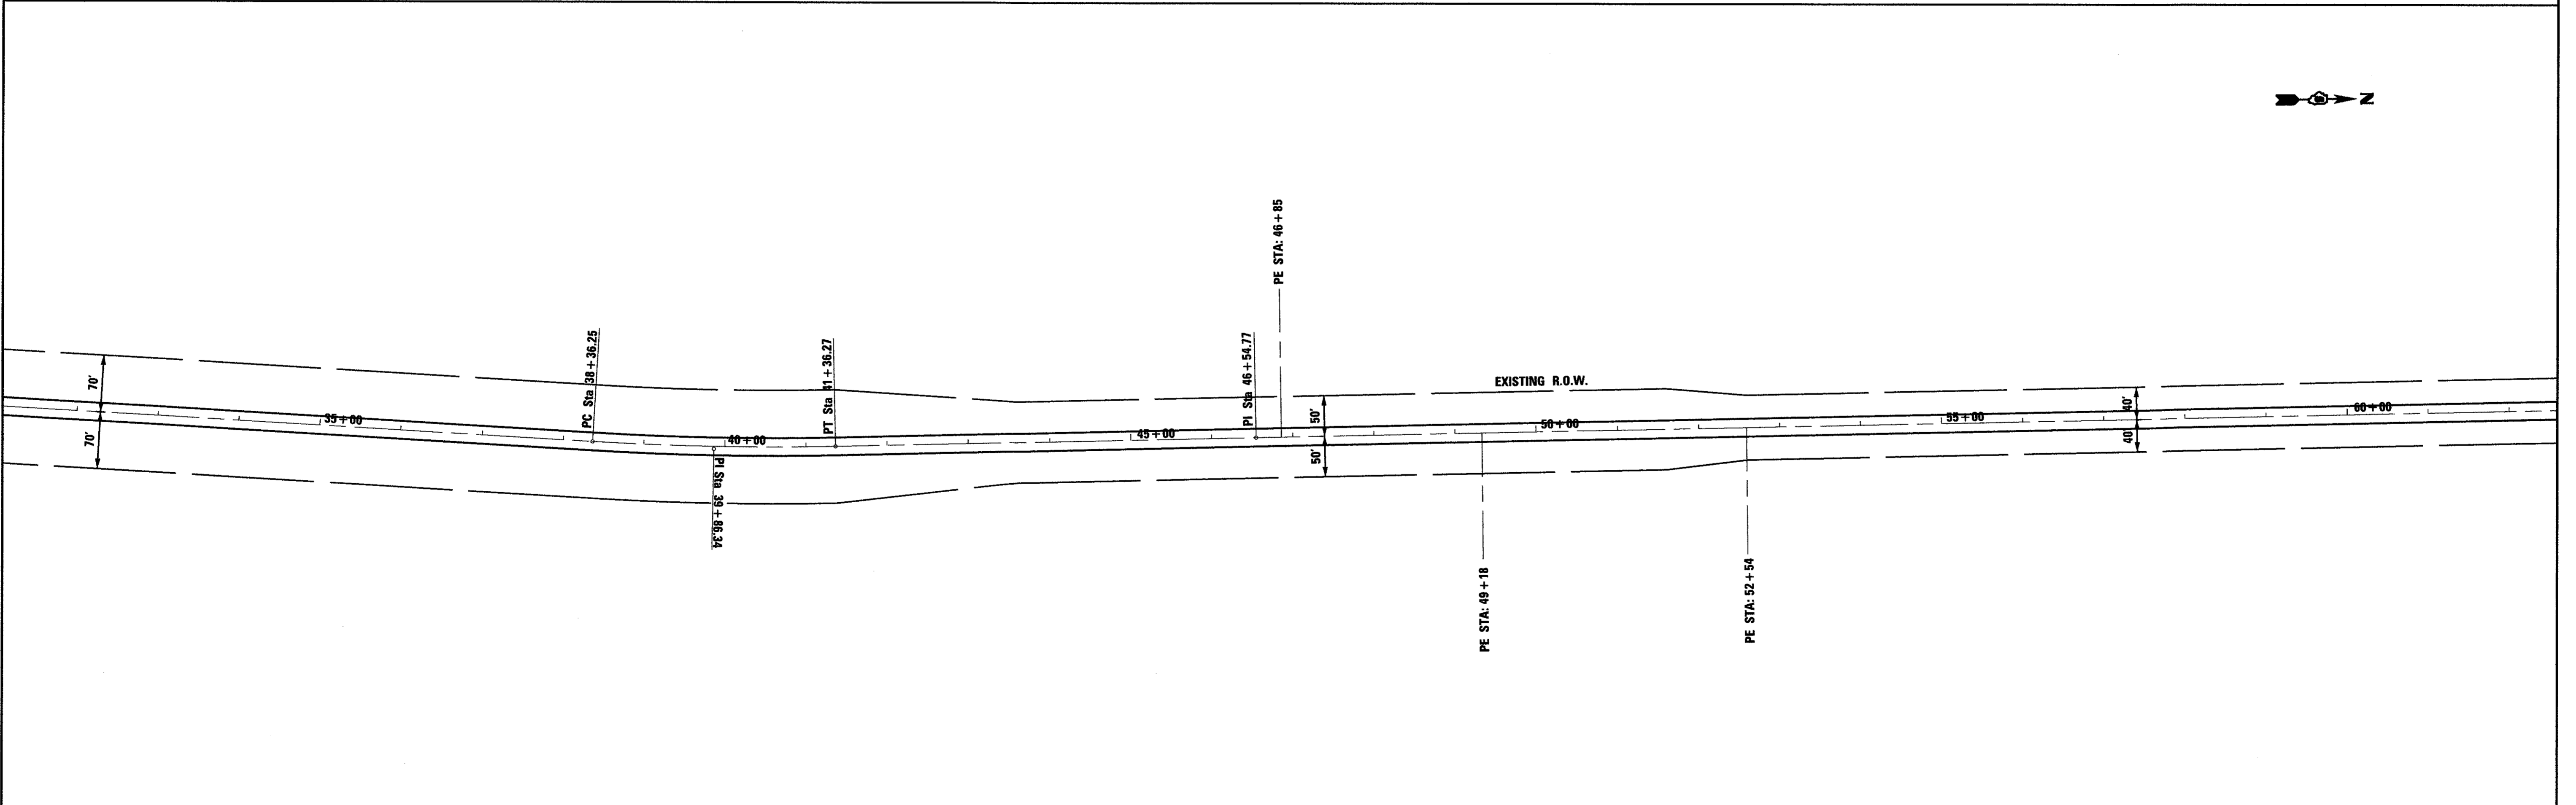 N
PE STA: 46+85
PC Sta 38+36.25
PT Sta 41+36.27
PI Sta 46+54.77
EXISTING R.O.W.
70'
70'
50'
50'
40'
40'
35+00
40+00
45+00
50+00
55+00
60+00
PI Sta 39+86.34
PE STA: 49+18
PE STA: 52+54